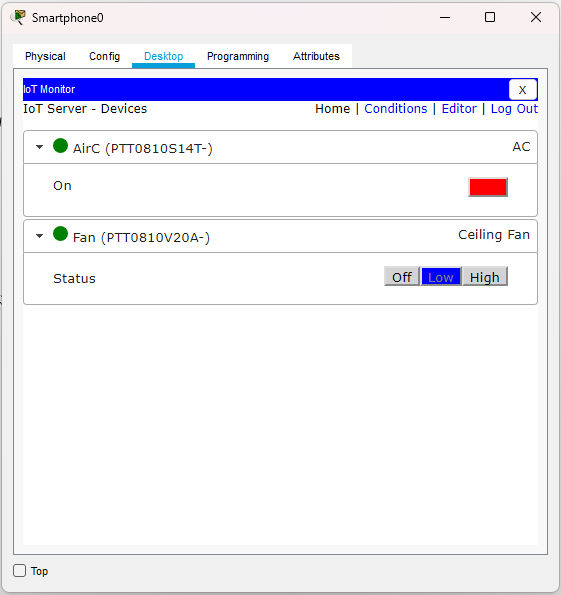 Smartphone0
Physical Config Desktop Programming Attributes
IoT Monitor X
IoT Server - Devices Home | Conditions | Editor | Log Out
AirC (PTT0810S14T-) AC
On
Fan (PTT0810V20A-) Ceiling Fan
Status Off Low High
Top